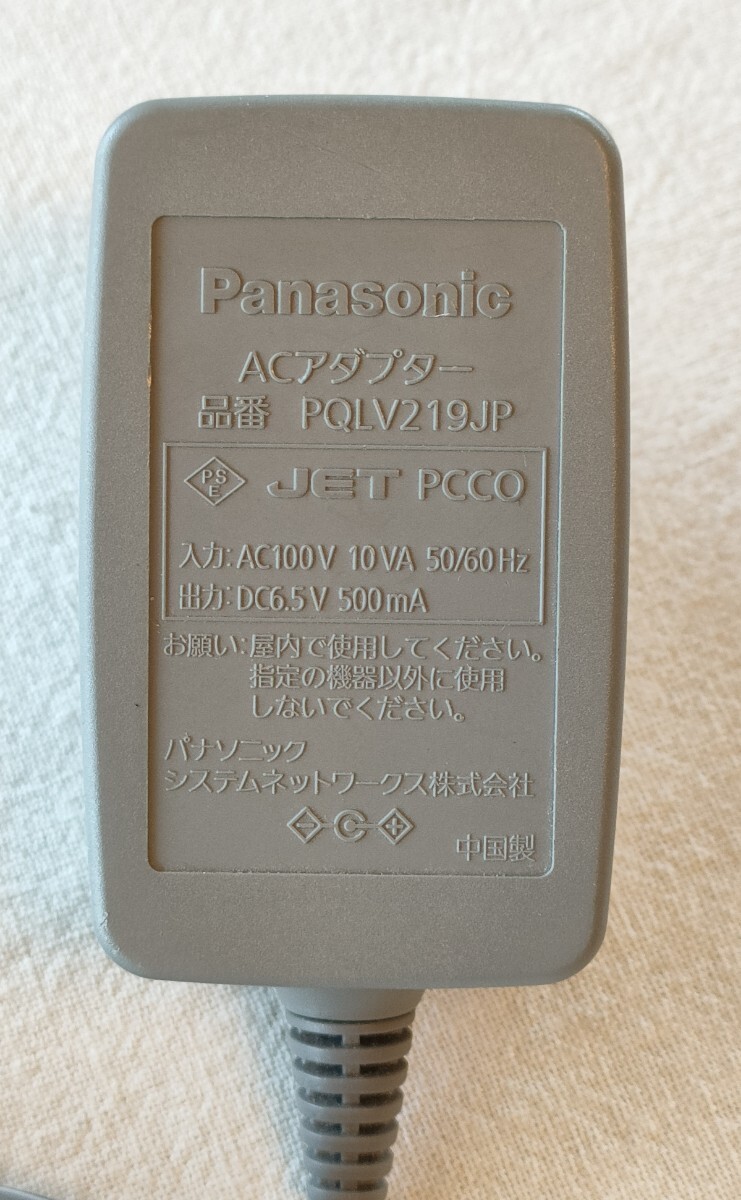 Panasonic
ACアダプター
品番 PQLV219JP
PSE JET PCCO
入力:AC100V 10VA 50/60Hz
出力:DC6.5V 500mA
お願い:屋内で使用してください。
指定の機器以外に使用
しないでください。
パナソニック
システムネットワークス株式会社
- C +
中国製